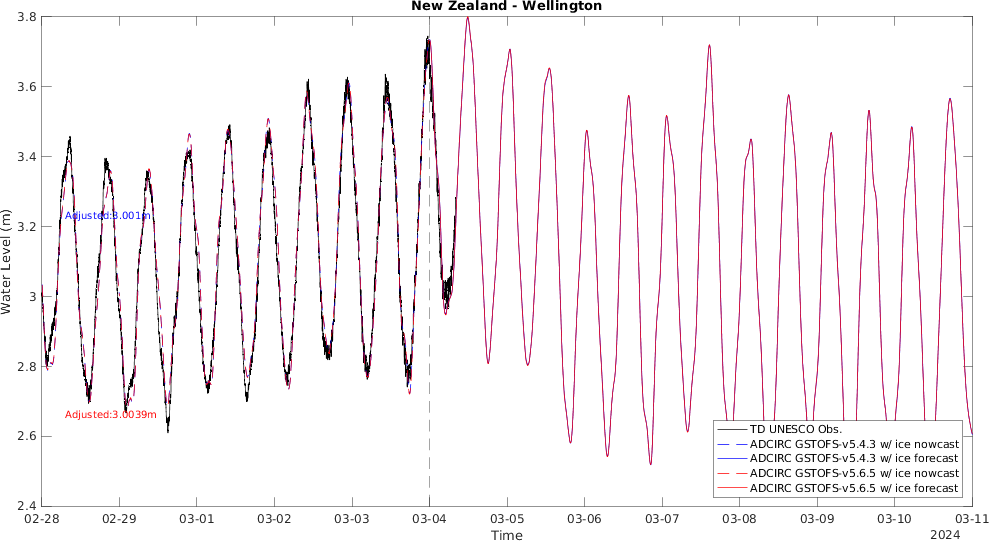 New Zealand - Wellington
3.8
3.6
3.4
3.2
3
2.8
2.6
2.4
Water Level (m)
Adjusted:3.001m
Adjusted:3.0039m
TD UNESCO Obs.
ADCIRC GSTOFS-v5.4.3 w/ ice nowcast
ADCIRC GSTOFS-v5.4.3 w/ ice forecast
ADCIRC GSTOFS-v5.6.5 w/ ice nowcast
ADCIRC GSTOFS-v5.6.5 w/ ice forecast
02-28 02-29 03-01 03-02 03-03 03-04 03-05 03-06 03-07 03-08 03-09 03-10 03-11
Time
2024